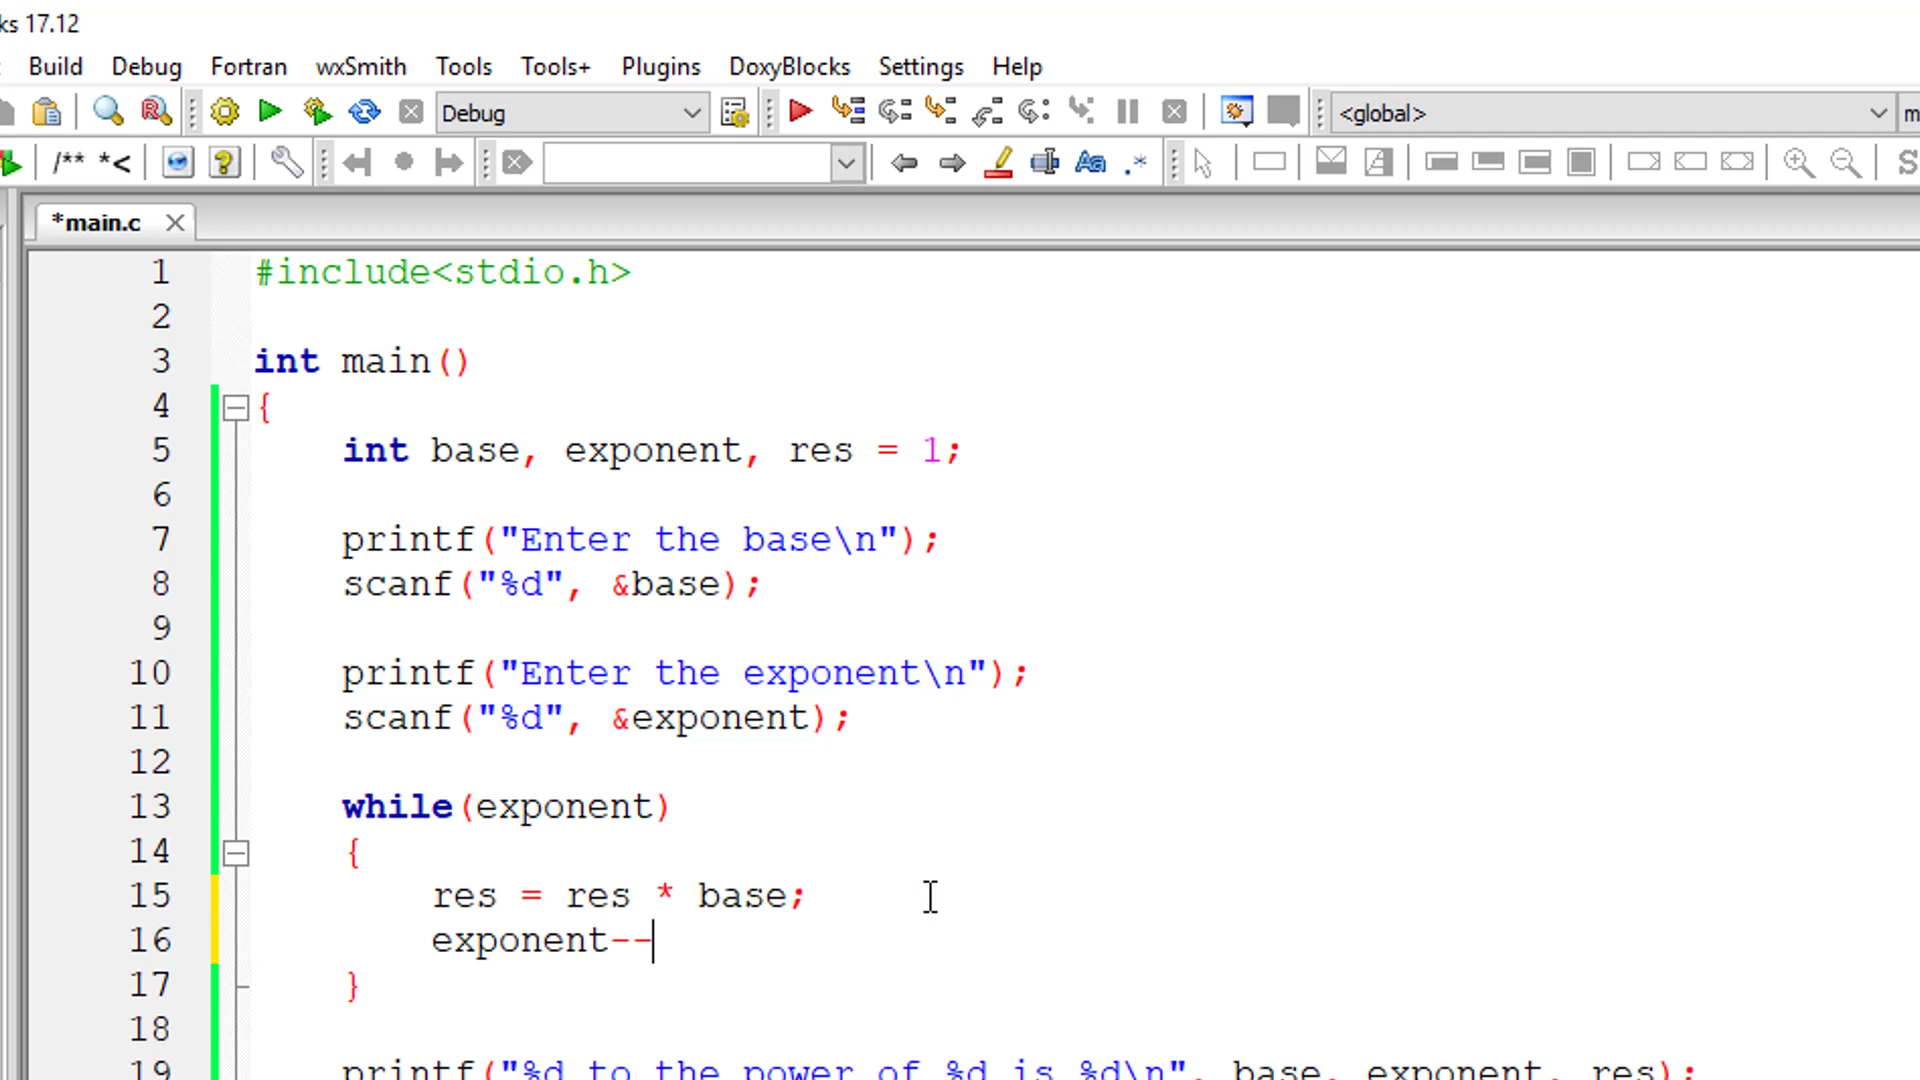 ks 17.12
Build Debug Fortran wxSmith Tools Tools+ Plugins DoxyBlocks Settings Help
Debug <global> m
/** *< Aa .* S
*main.c
1 #include<stdio.h>
2
3 int main()
4 {
5 int base, exponent, res = 1;
6
7 printf("Enter the base\n");
8 scanf("%d", &base);
9
10 printf("Enter the exponent\n");
11 scanf("%d", &exponent);
12
13 while(exponent)
14 {
15 res = res * base;
16 exponent--
17 }
18
19 printf("%d to the power of %d is %d\n", base, exponent, res);